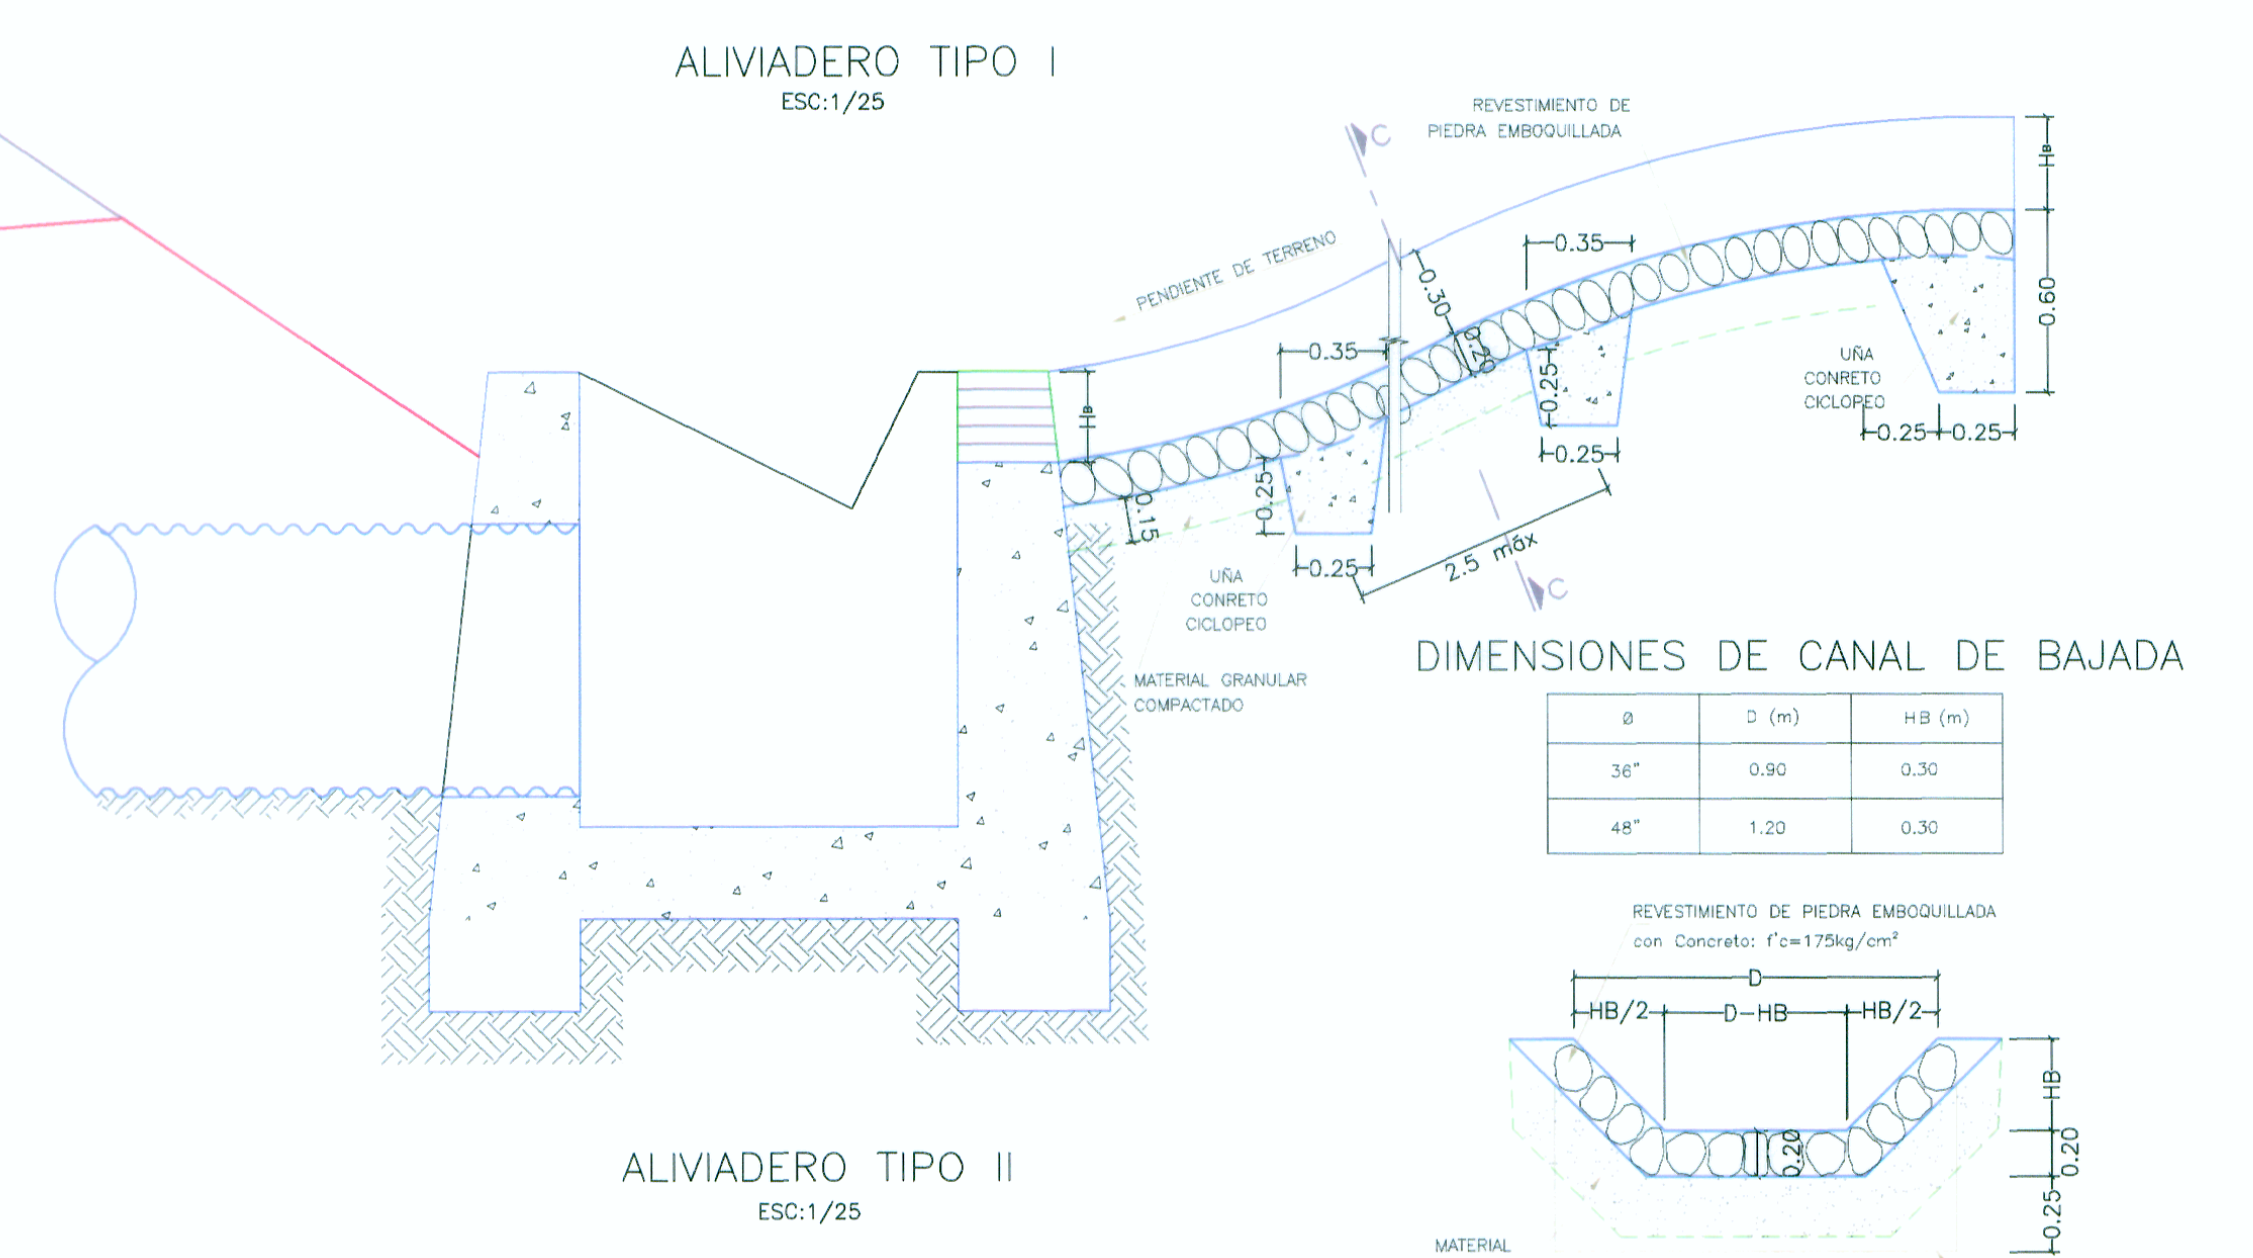 ALIVIADERO TIPO I
ESC:1/25
REVESTIMIENTO DE
PIEDRA EMBOQUILLADA
C
PENDIENTE DE TERRENO
HB
0.60
0.35
0.30
0.20
0.35
0.25
0.25
UÑA
CONRETO
CICLOPEO
0.25
0.25
HB
0.15
0.25
0.25
2.5 máx
C
UÑA
CONRETO
CICLOPEO
MATERIAL GRANULAR
COMPACTADO
DIMENSIONES DE CANAL DE BAJADA
Ø D (m) HB (m)
36" 0.90 0.30
48" 1.20 0.30
REVESTIMIENTO DE PIEDRA EMBOQUILLADA
con Concreto: f'c=175kg/cm²
D
HB/2 D-HB HB/2
HB
0.20
0.20
0.25
MATERIAL
ALIVIADERO TIPO II
ESC:1/25